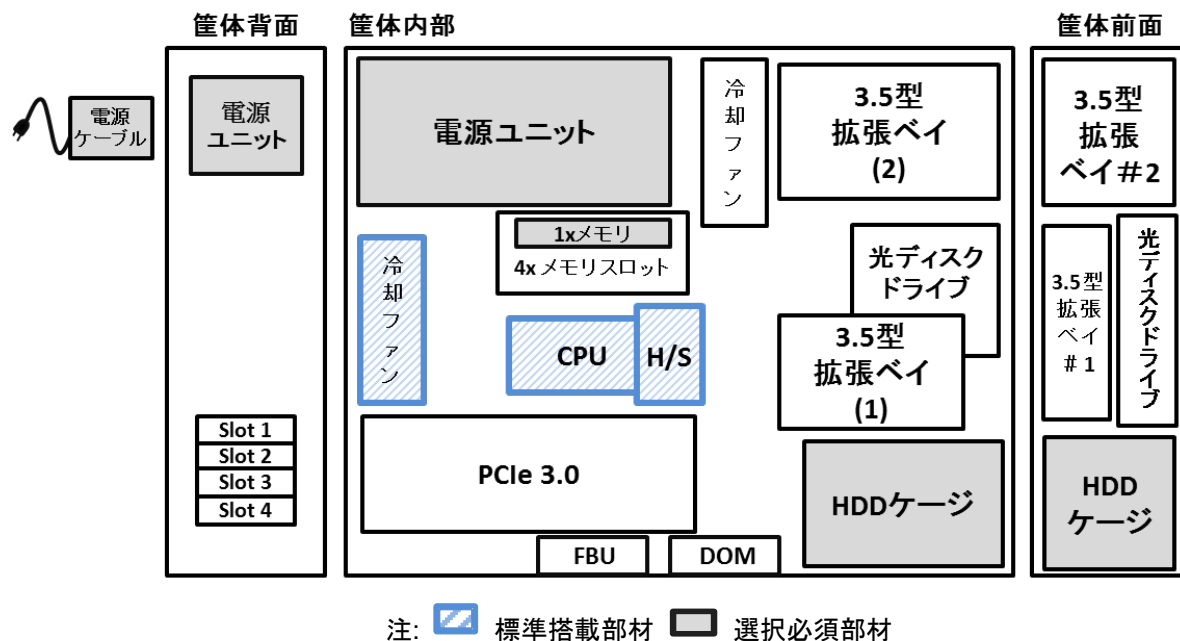 筐体背面
電源
ケーブル
電源
ユニット
Slot 1
Slot 2
Slot 3
Slot 4
筐体内部
電源ユニット
冷却ファン
3.5型
拡張ベイ
(2)
1xメモリ
4xメモリスロット
冷却ファン
CPU
H/S
光ディスク
ドライブ
3.5型
拡張ベイ
(1)
PCIe 3.0
HDDケージ
FBU
DOM
筐体前面
3.5型
拡張
ベイ#2
3.5型
拡張
ベイ
#1
光ディスクドライブ
HDD
ケージ
注: 標準搭載部材 選択必須部材